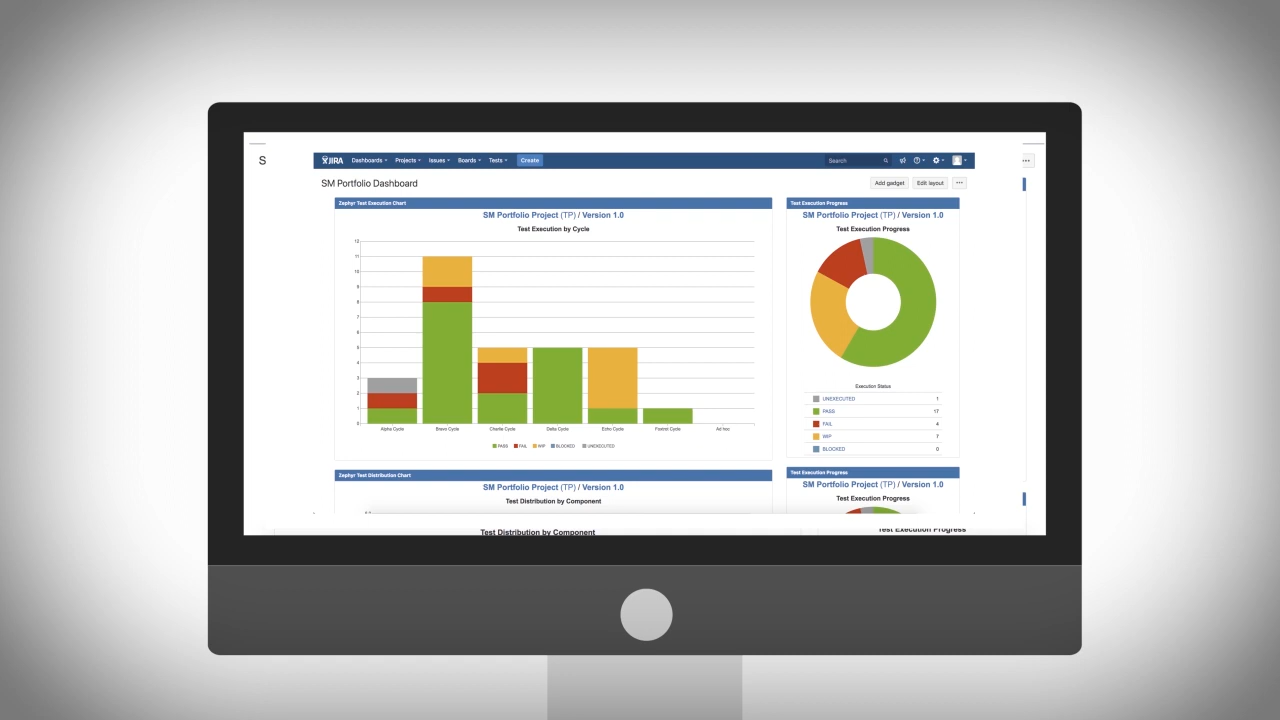 S
JIRA Dashboards Projects Issues Boards Tests Create Search
SM Portfolio Dashboard
Add gadget Edit layout
Zephyr Test Execution Chart
SM Portfolio Project (TP) / Version 1.0
Test Execution by Cycle
12
11
10
9
8
7
6
5
4
3
2
1
0
Alpha Cycle Bravo Cycle Charlie Cycle Delta Cycle Echo Cycle Foxtrot Cycle Ad hoc
PASS FAIL WIP BLOCKED UNEXECUTED
Test Execution Progress
SM Portfolio Project (TP) / Version 1.0
Test Execution Progress
Execution Status
UNEXECUTED 1
PASS 17
FAIL 4
WIP 7
BLOCKED 0
Zephyr Test Distribution Chart
SM Portfolio Project (TP) / Version 1.0
Test Distribution by Component
Test Execution Progress
SM Portfolio Project (TP) / Version 1.0
Test Execution Progress
Test Distribution by Component
Test Execution Progress